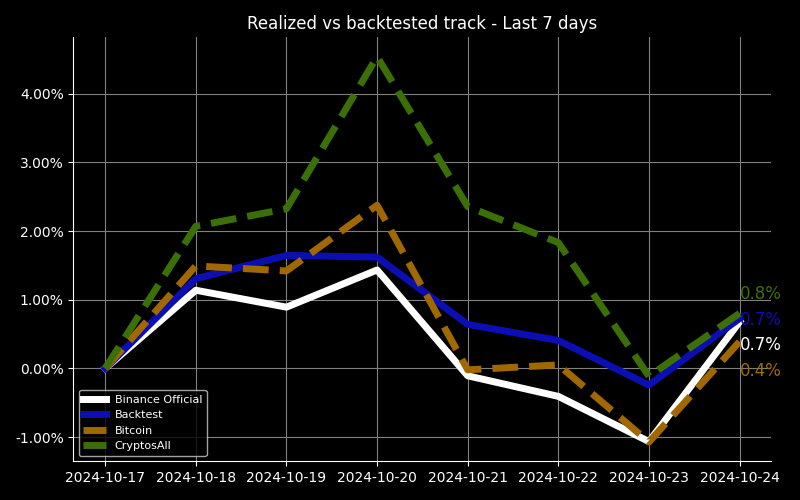 Realized vs backtested track - Last 7 days
4.00%
3.00%
2.00%
1.00%
0.00%
-1.00%
0.8%
0.7%
0.7%
0.4%
Binance Official
Backtest
Bitcoin
CryptosAll
2024-10-17 2024-10-18 2024-10-19 2024-10-20 2024-10-21 2024-10-22 2024-10-23 2024-10-24